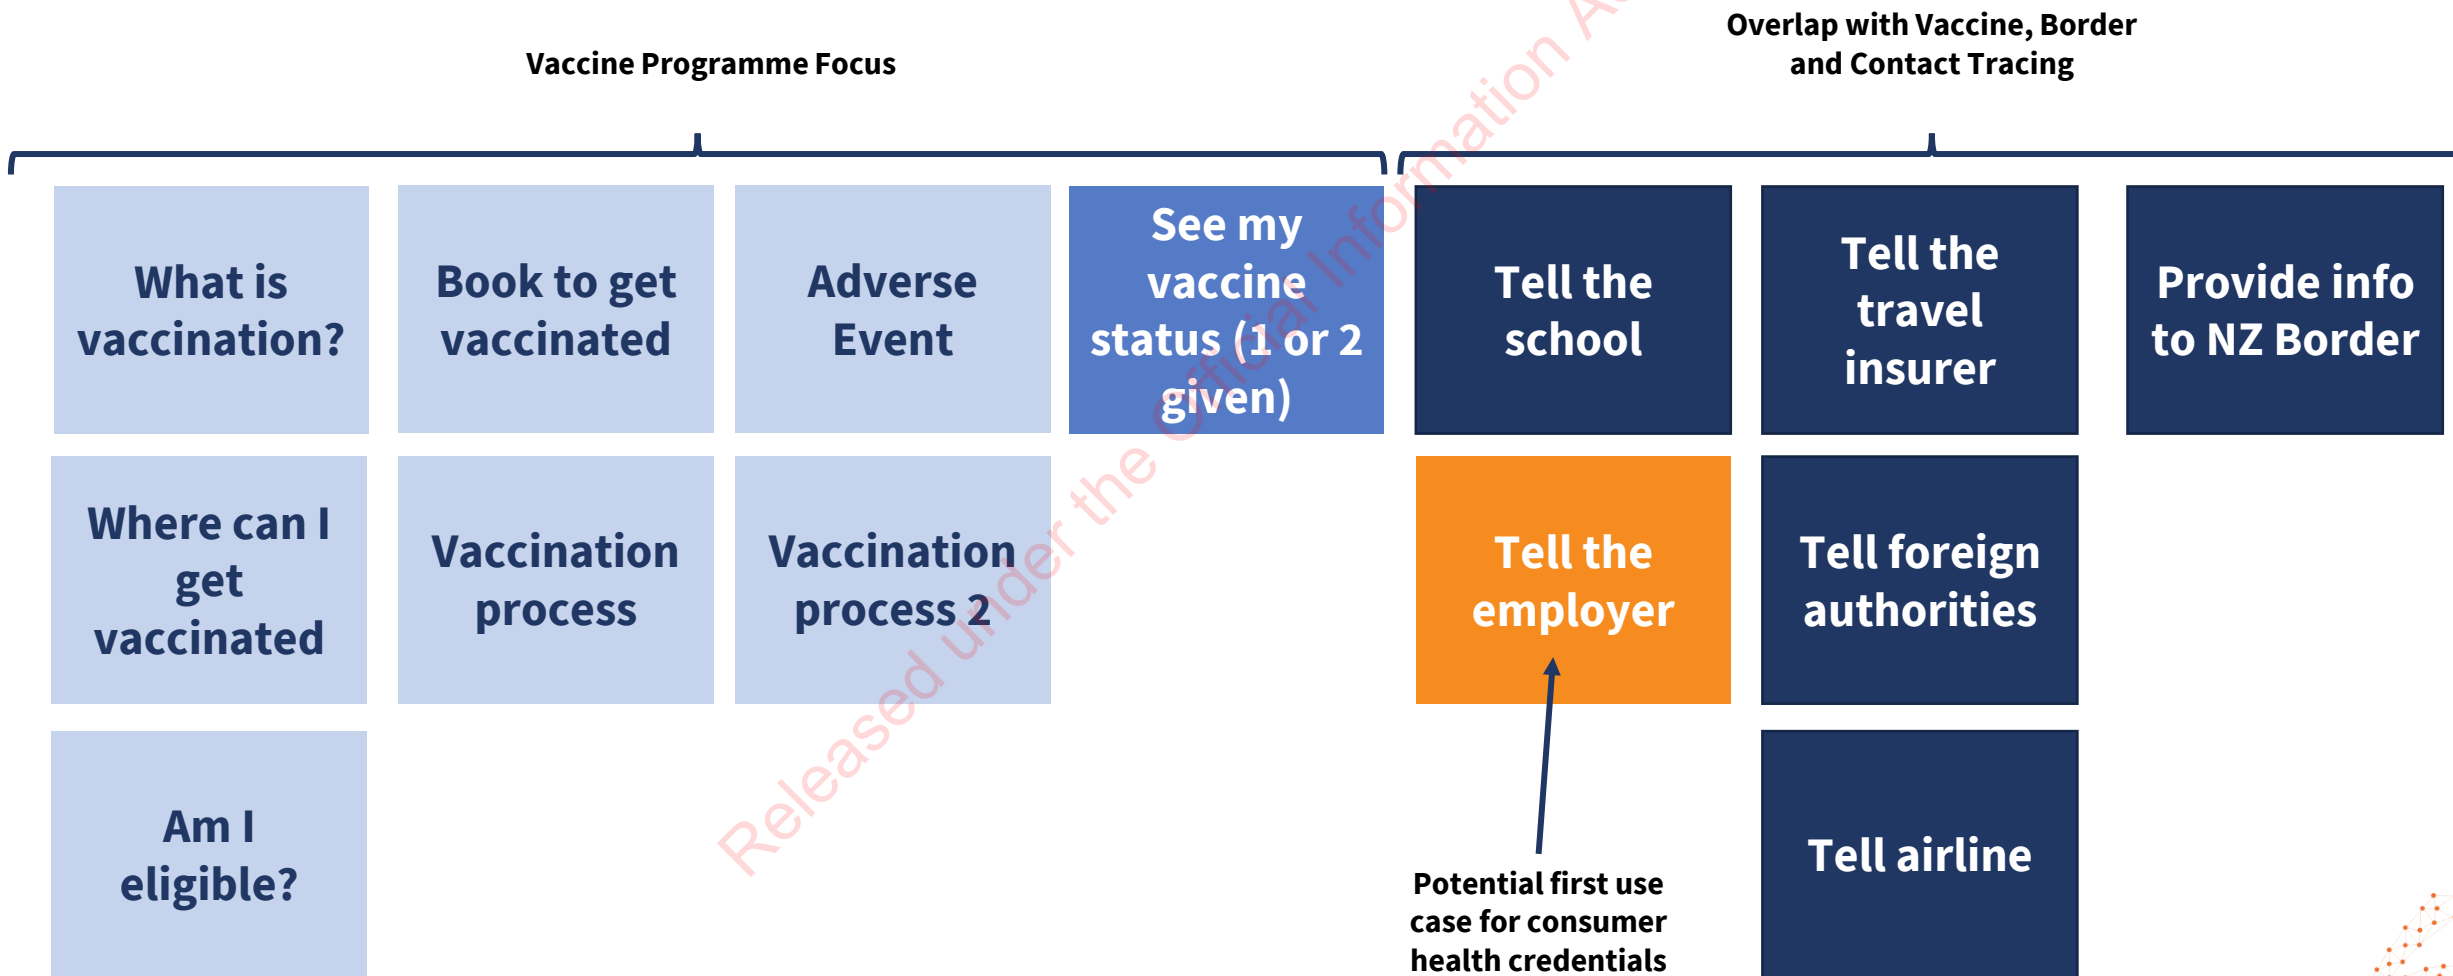 Vaccine Programme Focus
Overlap with Vaccine, Border
and Contact Tracing
What is
vaccination?
Book to get
vaccinated
Adverse
Event
See my
vaccine
status (1 or 2
given)
Tell the
school
Tell the
travel
insurer
Provide info
to NZ Border
Where can I
get
vaccinated
Vaccination
process
Vaccination
process 2
Tell the
employer
Tell foreign
authorities
Am I
eligible?
Tell airline
Potential first use
case for consumer
health credentials
Released under the Official Information